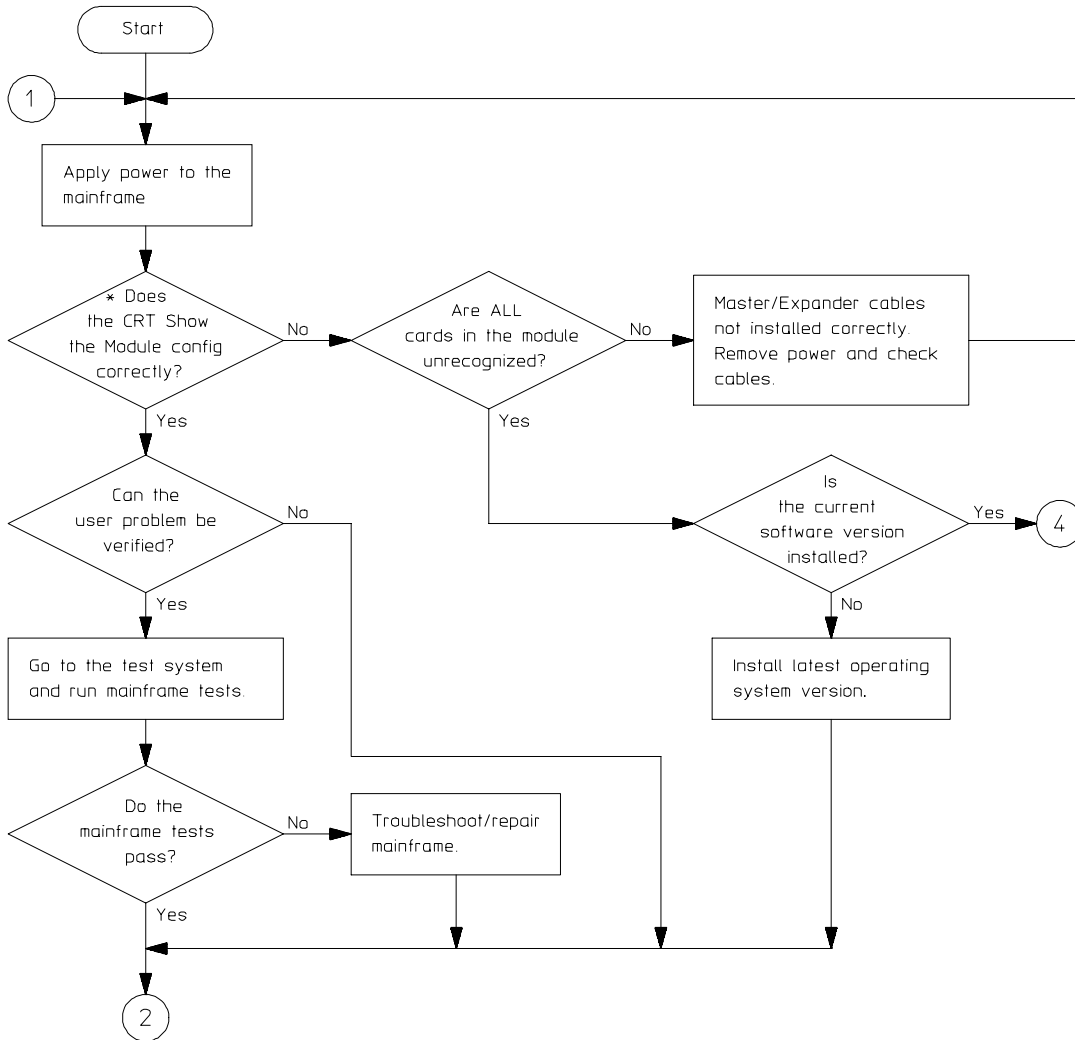 Start
1
Apply power to the
mainframe
* Does
the CRT Show
the Module config
correctly?
No
Are ALL
cards in the module
unrecognized?
No
Master/Expander cables
not installed correctly.
Remove power and check
cables.
Yes
Yes
Can the
user problem be
verified?
No
Is
the current
software version
installed?
Yes
4
Yes
No
Go to the test system
and run mainframe tests.
Install latest operating
system version.
Do the
mainframe tests
pass?
No
Troubleshoot/repair
mainframe.
Yes
2